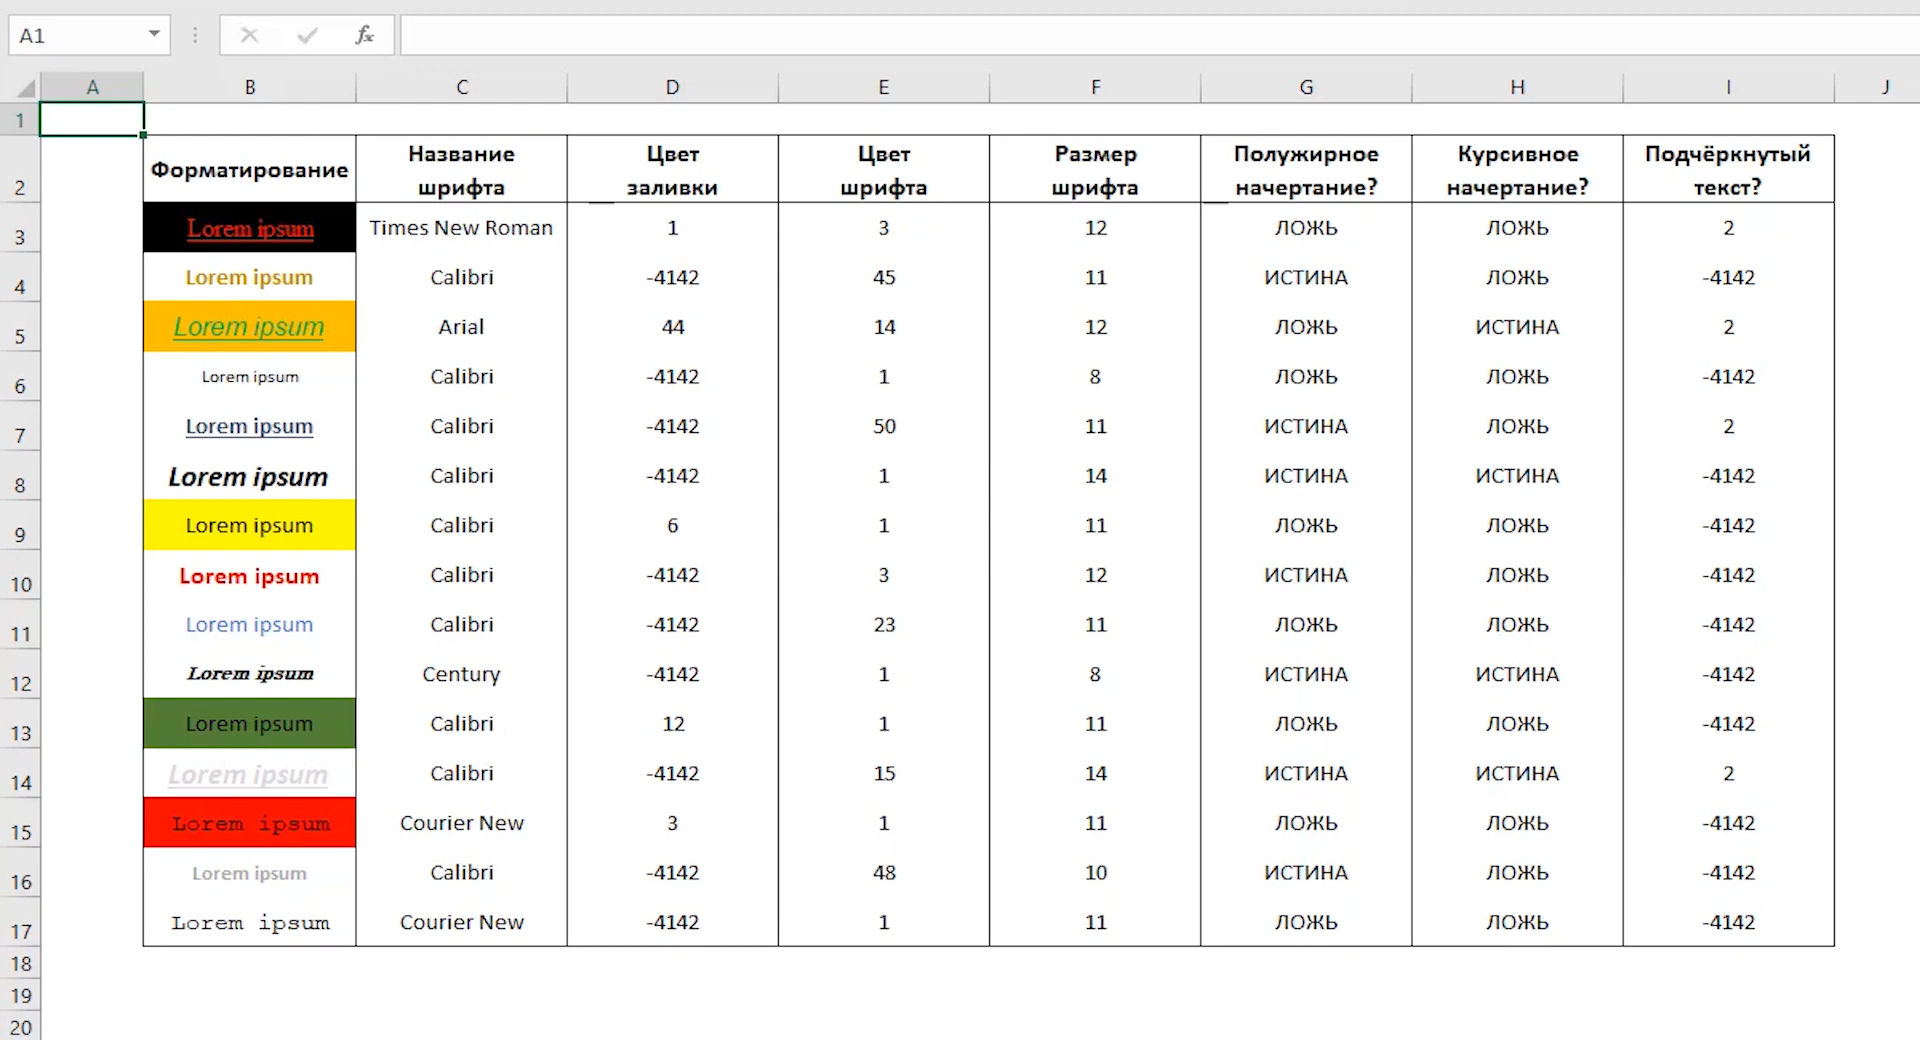 A1 fx
A B C D E F G H I J
1
2 Форматирование Название шрифта Цвет заливки Цвет шрифта Размер шрифта Полужирное начертание? Курсивное начертание? Подчёркнутый текст?
3 Lorem ipsum Times New Roman 1 3 12 ЛОЖЬ ЛОЖЬ 2
4 Lorem ipsum Calibri -4142 45 11 ИСТИНА ЛОЖЬ -4142
5 Lorem ipsum Arial 44 14 12 ЛОЖЬ ИСТИНА 2
6 Lorem ipsum Calibri -4142 1 8 ЛОЖЬ ЛОЖЬ -4142
7 Lorem ipsum Calibri -4142 50 11 ИСТИНА ЛОЖЬ 2
8 Lorem ipsum Calibri -4142 1 14 ИСТИНА ИСТИНА -4142
9 Lorem ipsum Calibri 6 1 11 ЛОЖЬ ЛОЖЬ -4142
10 Lorem ipsum Calibri -4142 3 12 ИСТИНА ЛОЖЬ -4142
11 Lorem ipsum Calibri -4142 23 11 ЛОЖЬ ЛОЖЬ -4142
12 Lorem ipsum Century -4142 1 8 ИСТИНА ИСТИНА -4142
13 Lorem ipsum Calibri 12 1 11 ЛОЖЬ ЛОЖЬ -4142
14 Lorem ipsum Calibri -4142 15 14 ИСТИНА ИСТИНА 2
15 Lorem ipsum Courier New 3 1 11 ЛОЖЬ ЛОЖЬ -4142
16 Lorem ipsum Calibri -4142 48 10 ИСТИНА ЛОЖЬ -4142
17 Lorem ipsum Courier New -4142 1 11 ЛОЖЬ ЛОЖЬ -4142
18
19
20